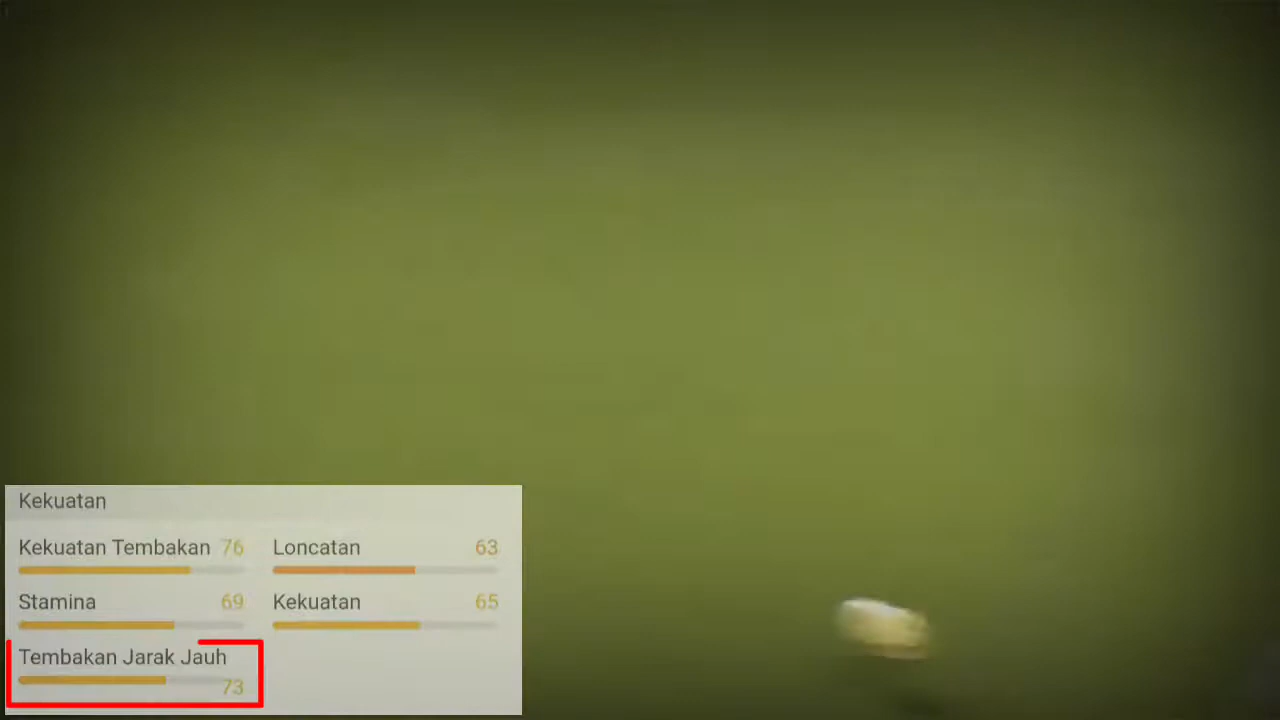 Kekuatan
Kekuatan Tembakan 76 Loncatan 63
Stamina 69 Kekuatan 65
Tembakan Jarak Jauh
73